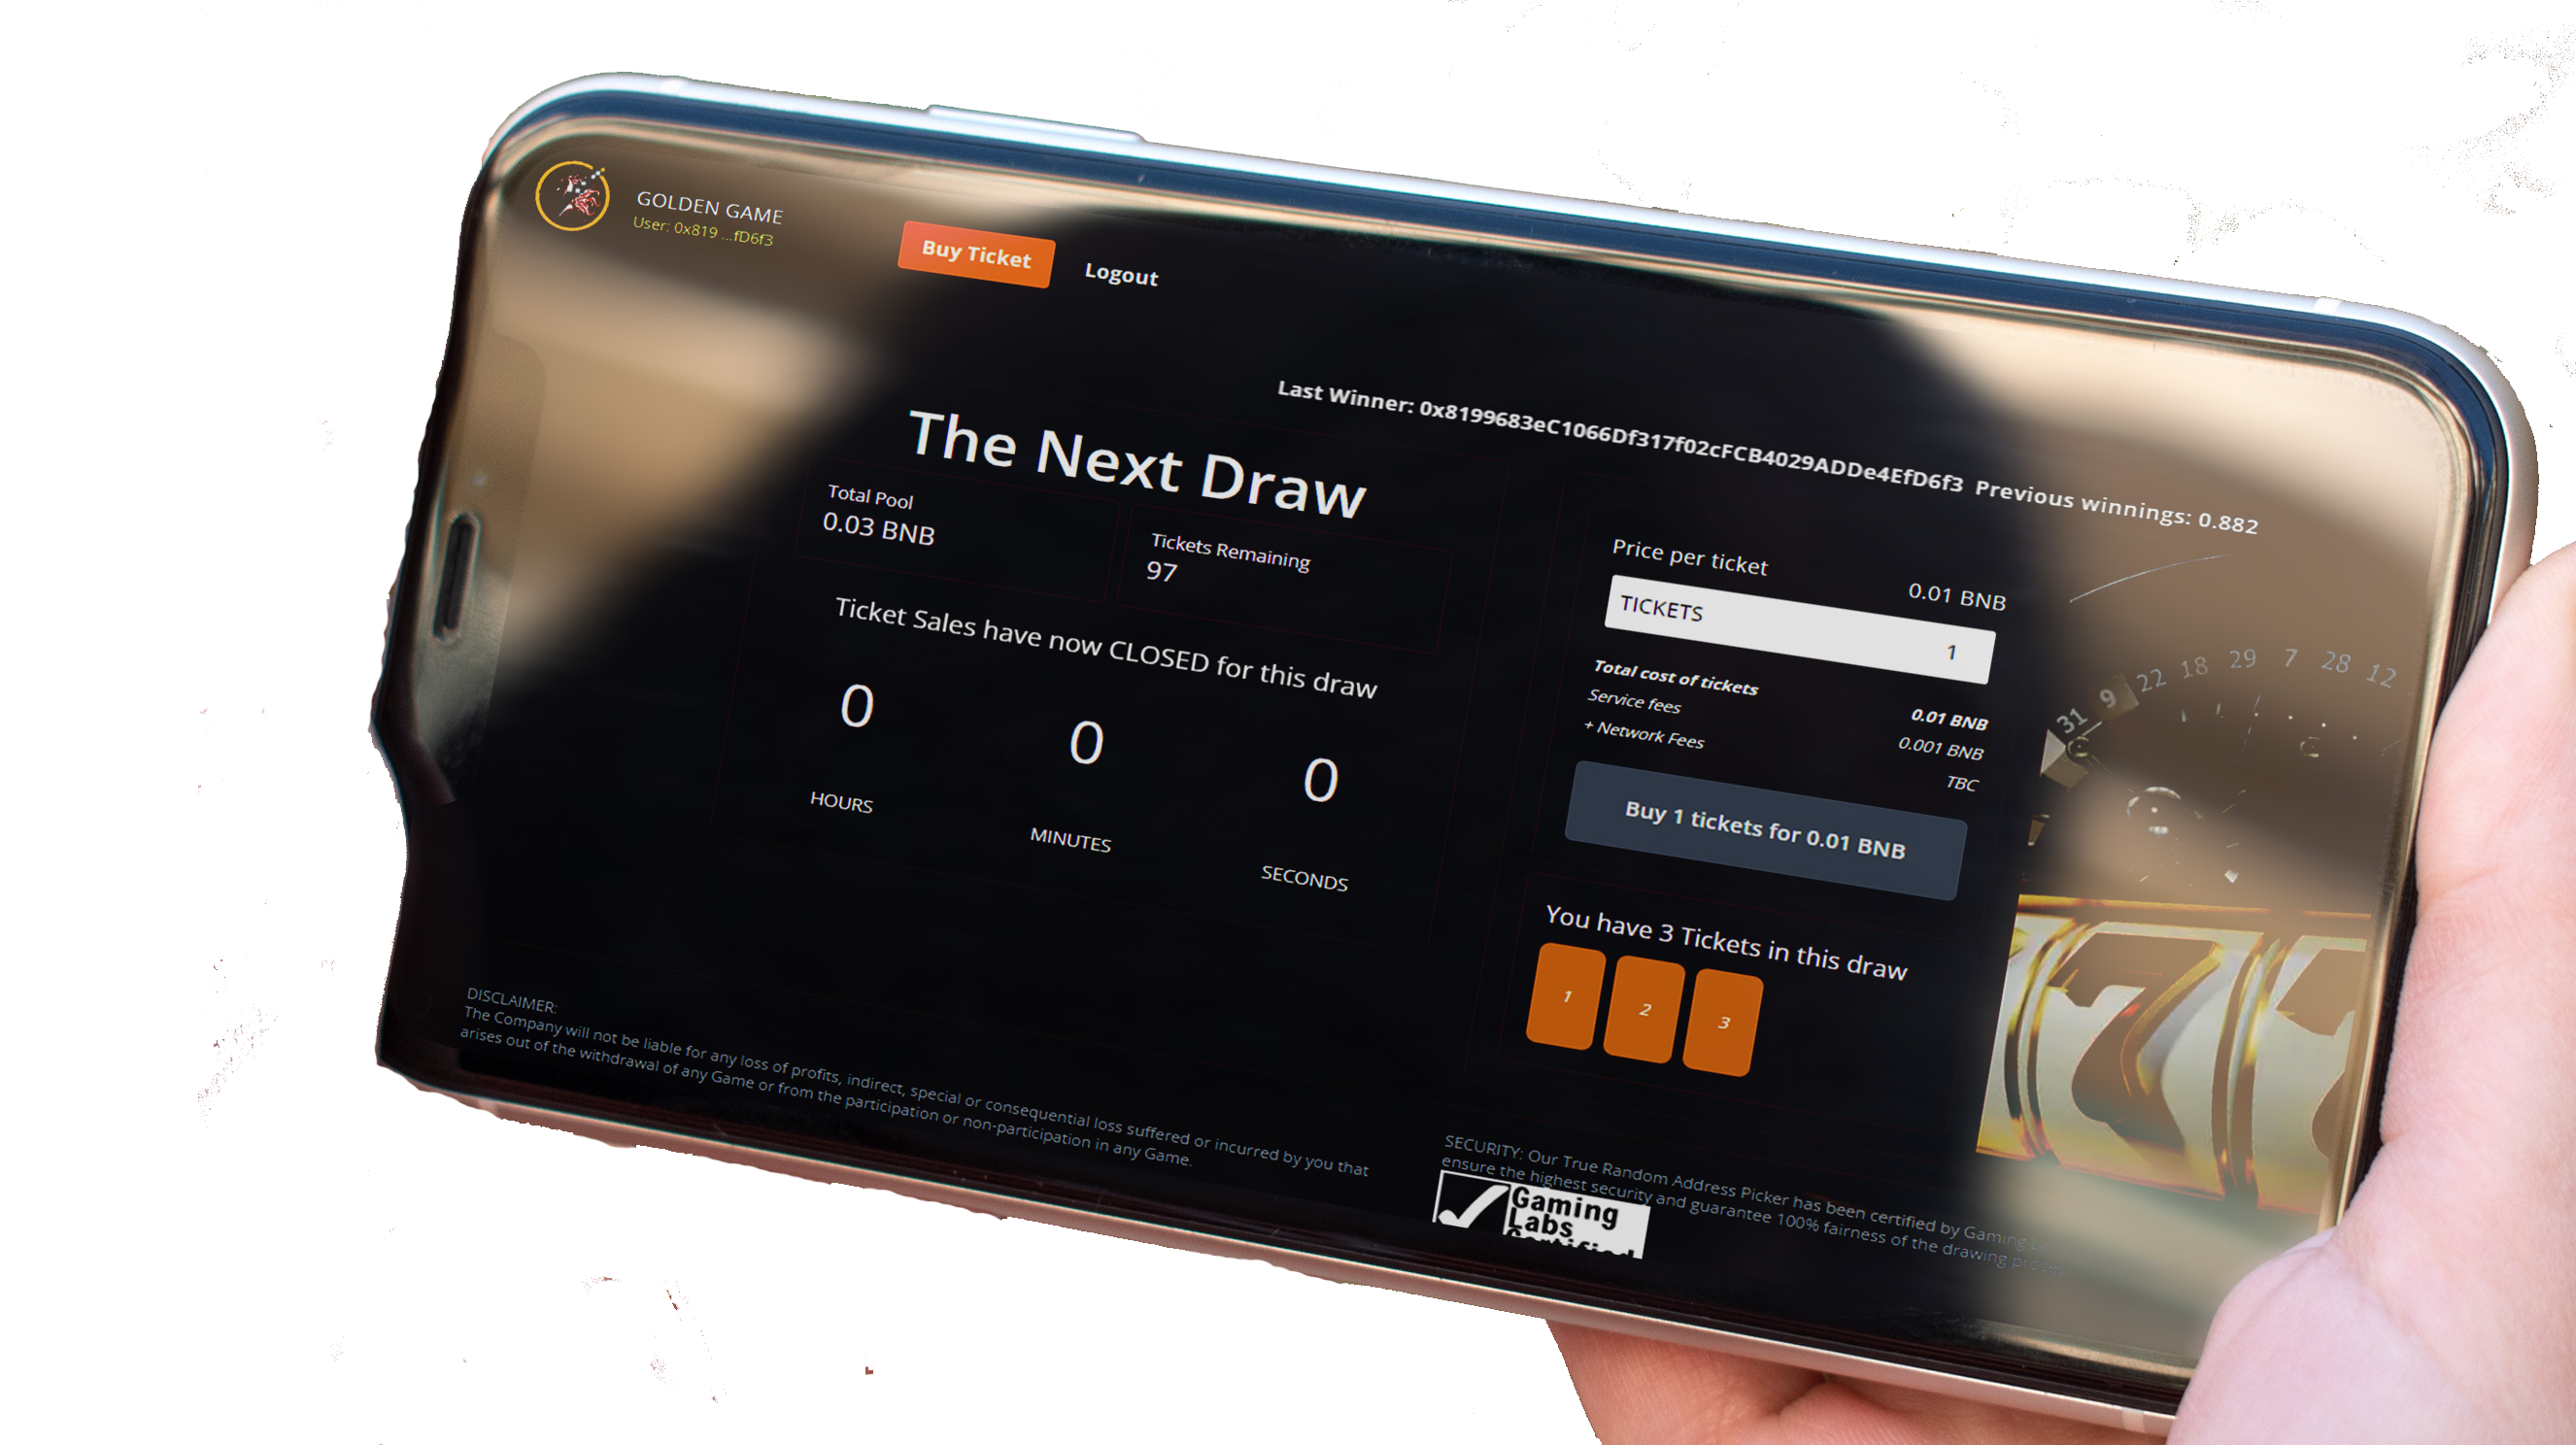 GOLDEN GAME
User: 0x819 ...fD6f3
Buy Ticket
Logout
Last Winner: 0x8199683eC1066Df317f02cFCB4029ADDe4EfD6f3 Previous winnings: 0.882
The Next Draw
Total Pool
0.03 BNB
Tickets Remaining
97
Ticket Sales have now CLOSED for this draw
0
0
0
HOURS
MINUTES
SECONDS
Price per ticket
0.01 BNB
TICKETS
1
Total cost of tickets
0.01 BNB
Service fees
0.001 BNB
+ Network Fees
TBC
Buy 1 tickets for 0.01 BNB
You have 3 Tickets in this draw
1
2
3
31 9 22 18 29 7 28 12
7
DISCLAIMER:
The Company will not be liable for any loss of profits, indirect, special or consequential loss suffered or incurred by you that
arises out of the withdrawal of any Game or from the participation or non-participation in any Game.
SECURITY: Our True Random Address Picker has been certified by Gaming
ensure the highest security and guarantee 100% fairness of the drawing
Gaming
Labs
Certified